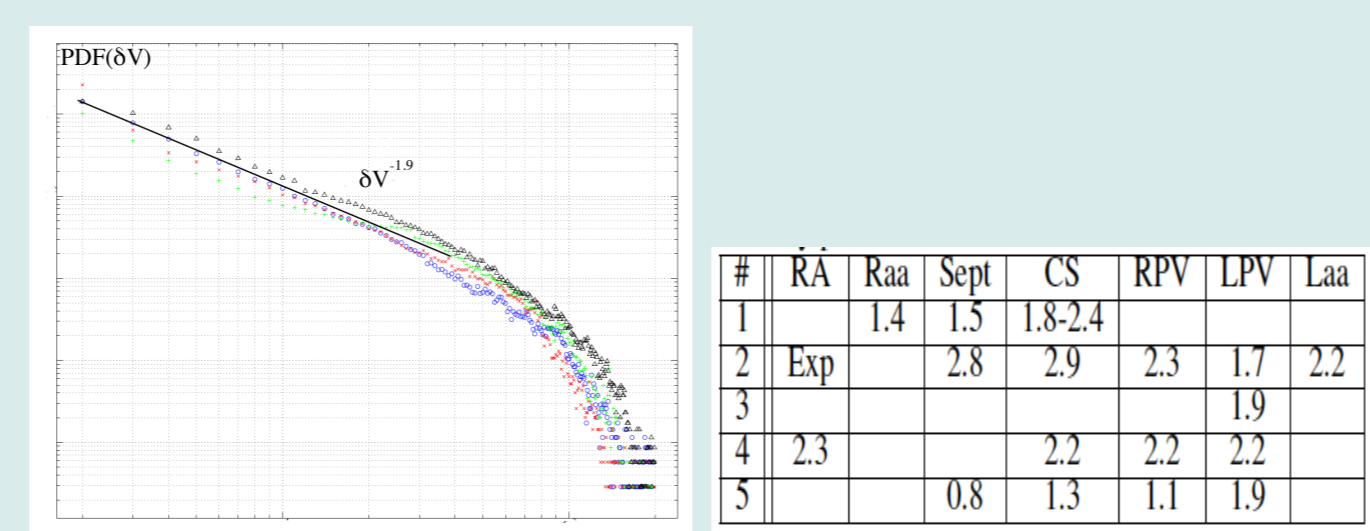 PDF(δV)
δV^-1.9
# RA Raa Sept CS RPV LPV Laa
1 1.4 1.5 1.8-2.4
2 Exp 2.8 2.9 2.3 1.7 2.2
3 1.9
4 2.3 2.2 2.2 2.2
5 0.8 1.3 1.1 1.9